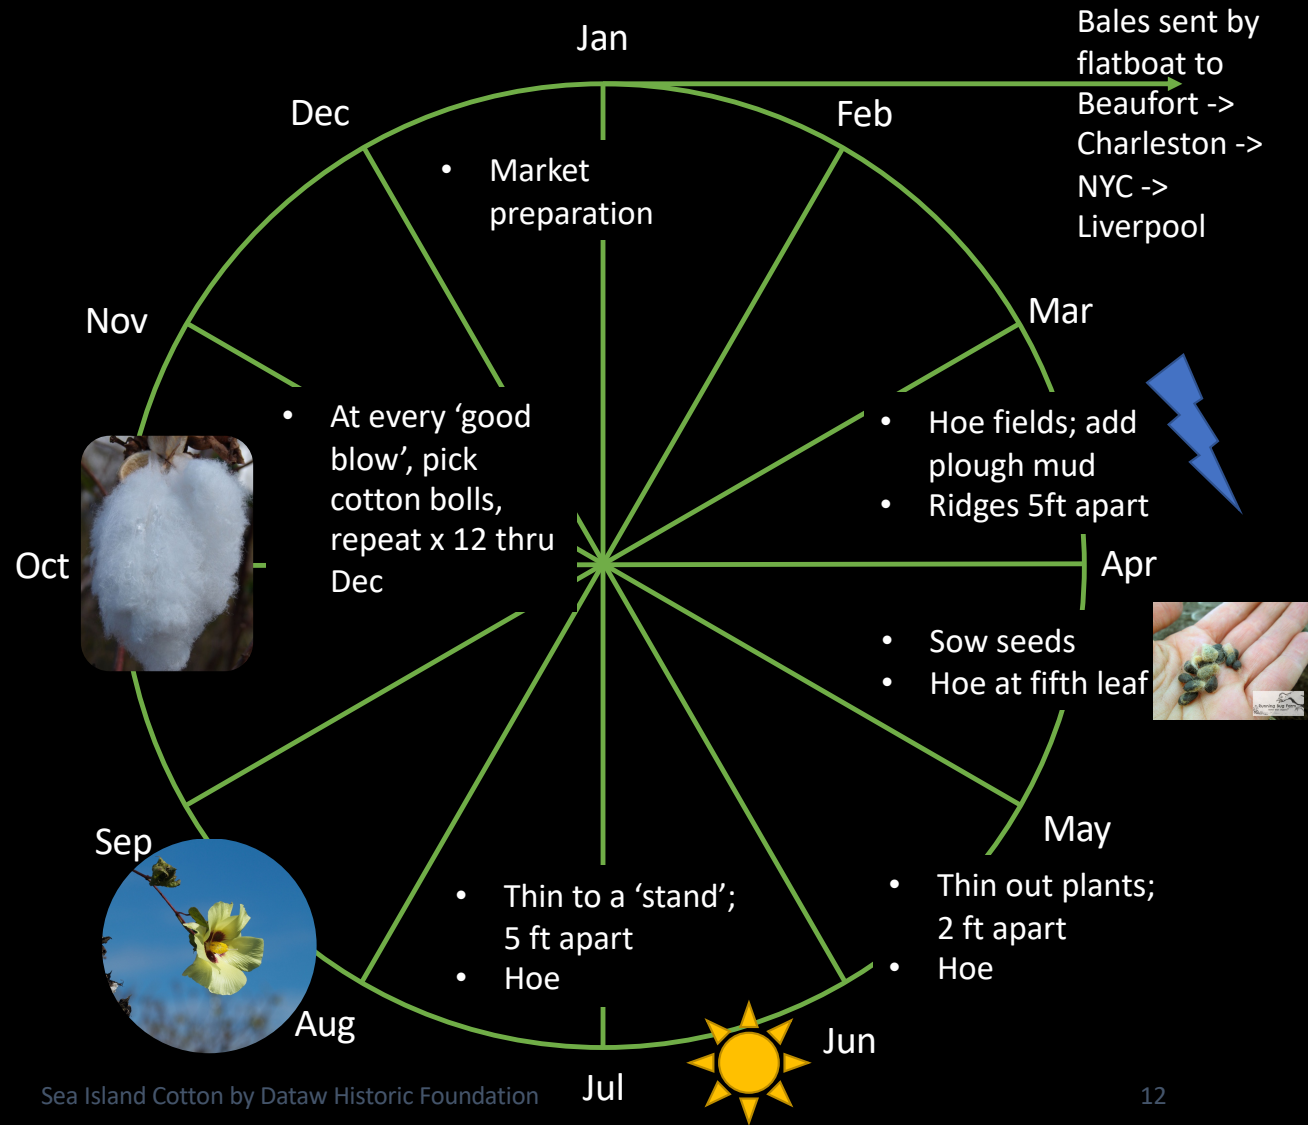 Jan
Bales sent by
flatboat to
Beaufort ->
Charleston ->
NYC ->
Liverpool
Dec
Feb
• Market
preparation
Nov
Mar
• At every ‘good
blow’, pick
cotton bolls,
repeat x 12 thru
Dec
• Hoe fields; add
plough mud
• Ridges 5ft apart
Oct
Apr
• Sow seeds
• Hoe at fifth leaf
Sep
May
• Thin to a ‘stand’;
5 ft apart
• Hoe
• Thin out plants;
2 ft apart
• Hoe
Aug
Jun
Jul
Sea Island Cotton by Dataw Historic Foundation
12